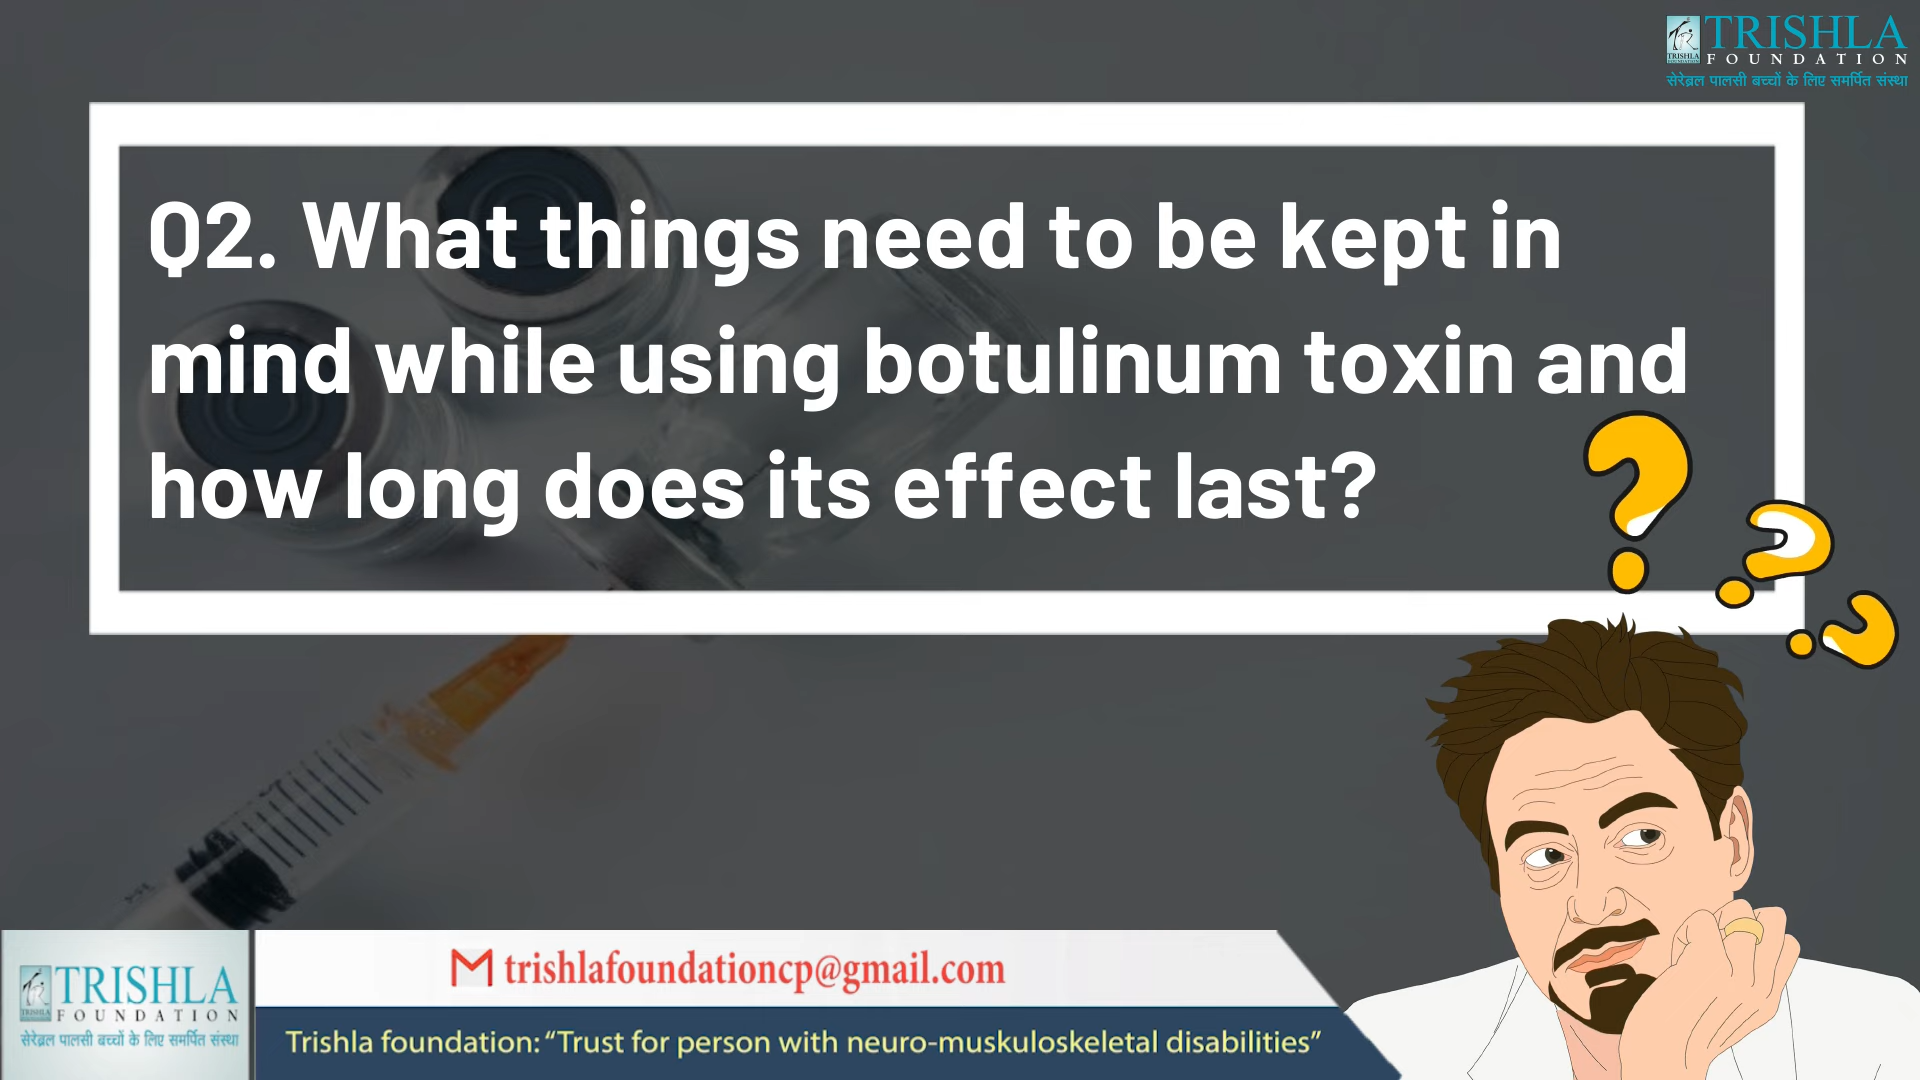 TRISHLA
FOUNDATION
सेरेब्रल पालसी बच्चों के लिए समर्पित संस्था
Q2. What things need to be kept in
mind while using botulinum toxin and
how long does its effect last?
trishlafoundationcp@gmail.com
TRISHLA
FOUNDATION
सेरेब्रल पालसी बच्चों के लिए समर्पित संस्था
Trishla foundation: “Trust for person with neuro-muskuloskeletal disabilities”